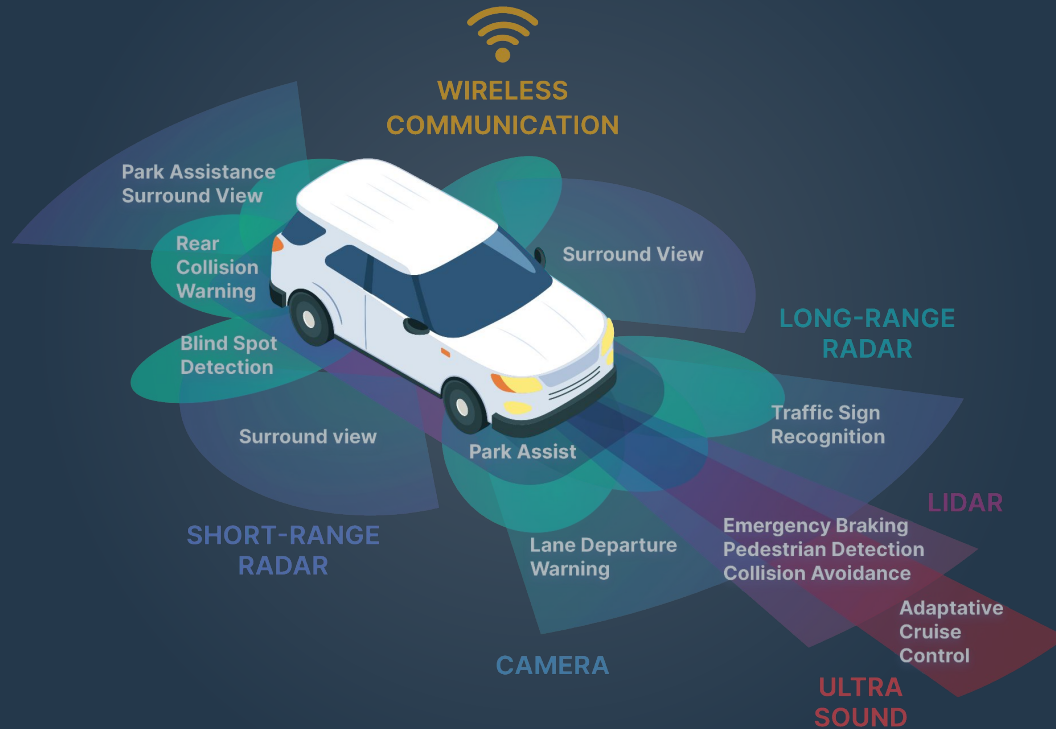 WIRELESS
COMMUNICATION
Park Assistance
Surround View
Rear
Collision
Warning
Surround View
LONG-RANGE
RADAR
Blind Spot
Detection
Traffic Sign
Recognition
Surround view
Park Assist
LIDAR
SHORT-RANGE
RADAR
Emergency Braking
Pedestrian Detection
Collision Avoidance
Lane Departure
Warning
Adaptative
Cruise
Control
CAMERA
ULTRA
SOUND